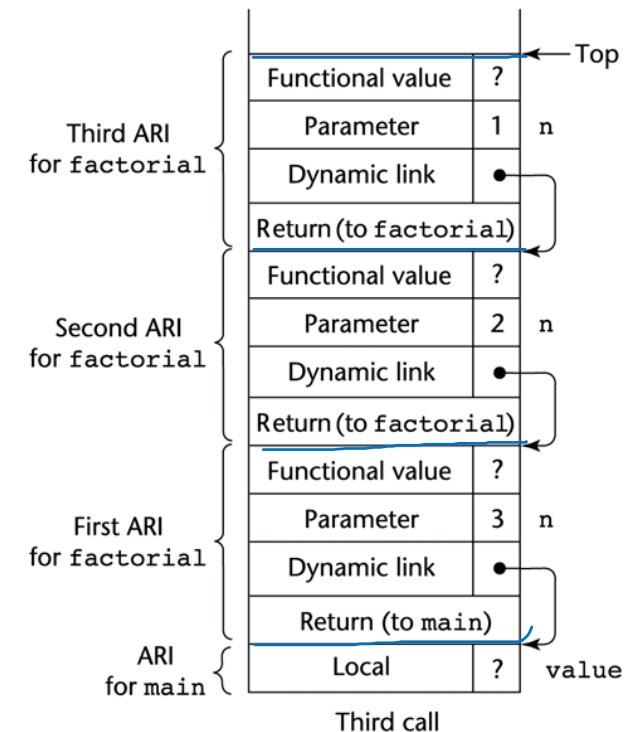 Top
Functional value ?
Third ARI
for factorial
Parameter 1 n
Dynamic link
Return (to factorial)
Functional value ?
Second ARI
for factorial
Parameter 2 n
Dynamic link
Return (to factorial)
Functional value ?
First ARI
for factorial
Parameter 3 n
Dynamic link
Return (to main)
ARI
for main
Local ? value
Third call